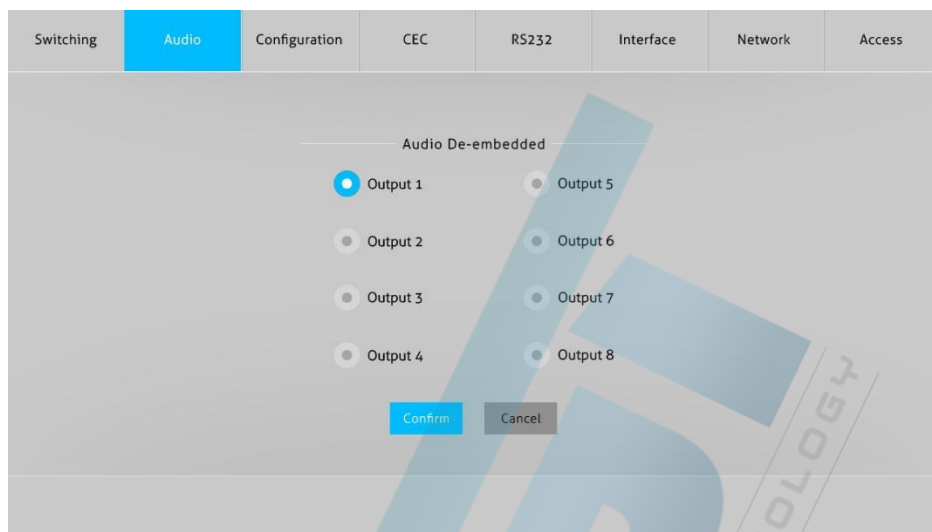 Switching Audio Configuration CEC RS232 Interface Network Access
Audio De-embedded
Output 1 Output 5
Output 2 Output 6
Output 3 Output 7
Output 4 Output 8
Confirm Cancel